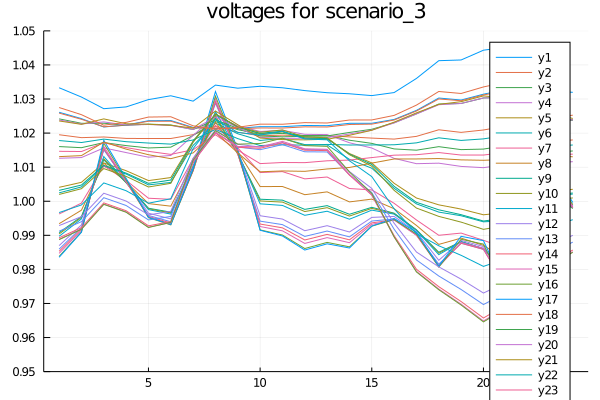 voltages for scenario_3
1.05
1.04
1.03
1.02
1.01
1.00
0.99
0.98
0.97
0.96
0.95
5
10
15
20
y1
y2
y3
y4
y5
y6
y7
y8
y9
y10
y11
y12
y13
y14
y15
y16
y17
y18
y19
y20
y21
y22
y23